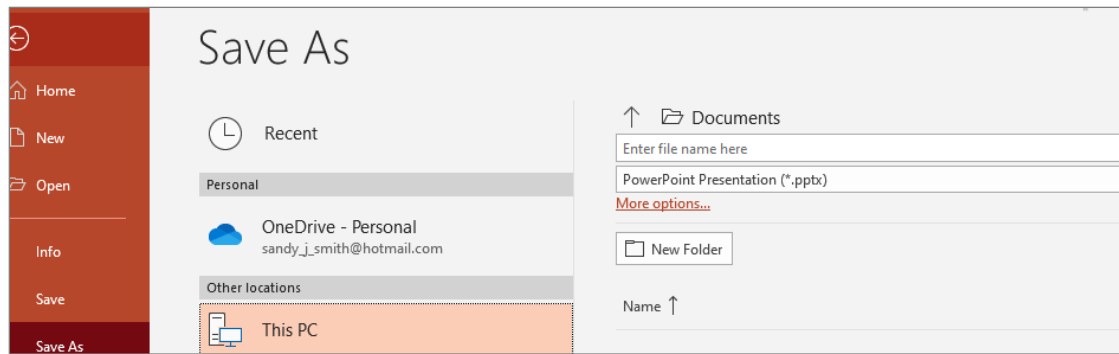 Save As
Home
New
Open
Info
Save
Save As
Recent
Personal
OneDrive - Personal
sandy_j_smith@hotmail.com
Other locations
This PC
Documents
Enter file name here
PowerPoint Presentation (*.pptx)
More options...
New Folder
Name